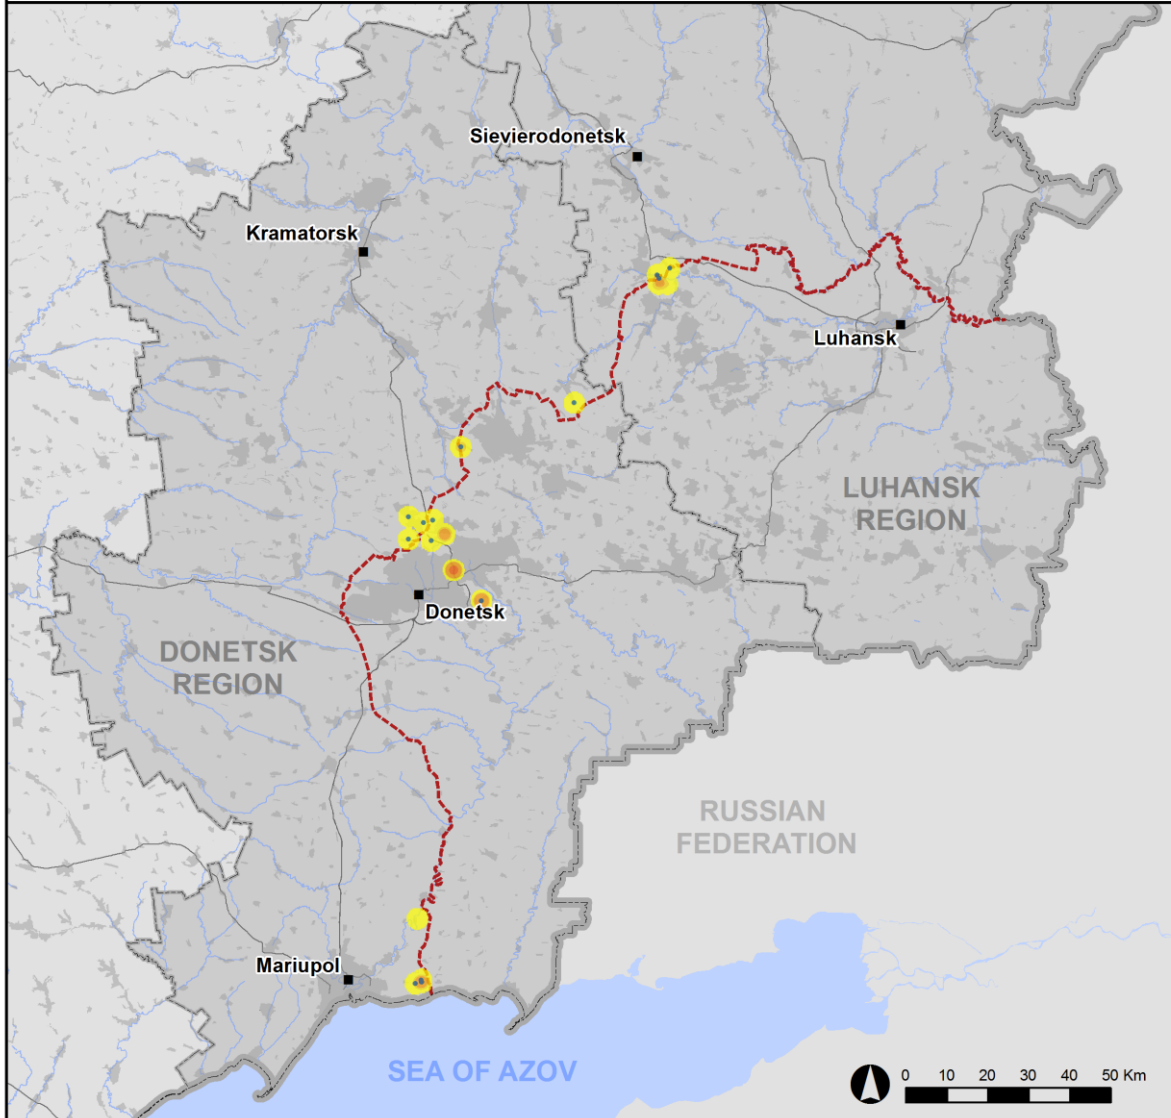 Sievierodonetsk
Kramatorsk
Luhansk
LUHANSK
REGION
Donetsk
DONETSK
REGION
RUSSIAN
FEDERATION
Mariupol
SEA OF AZOV
0 10 20 30 40 50 Km